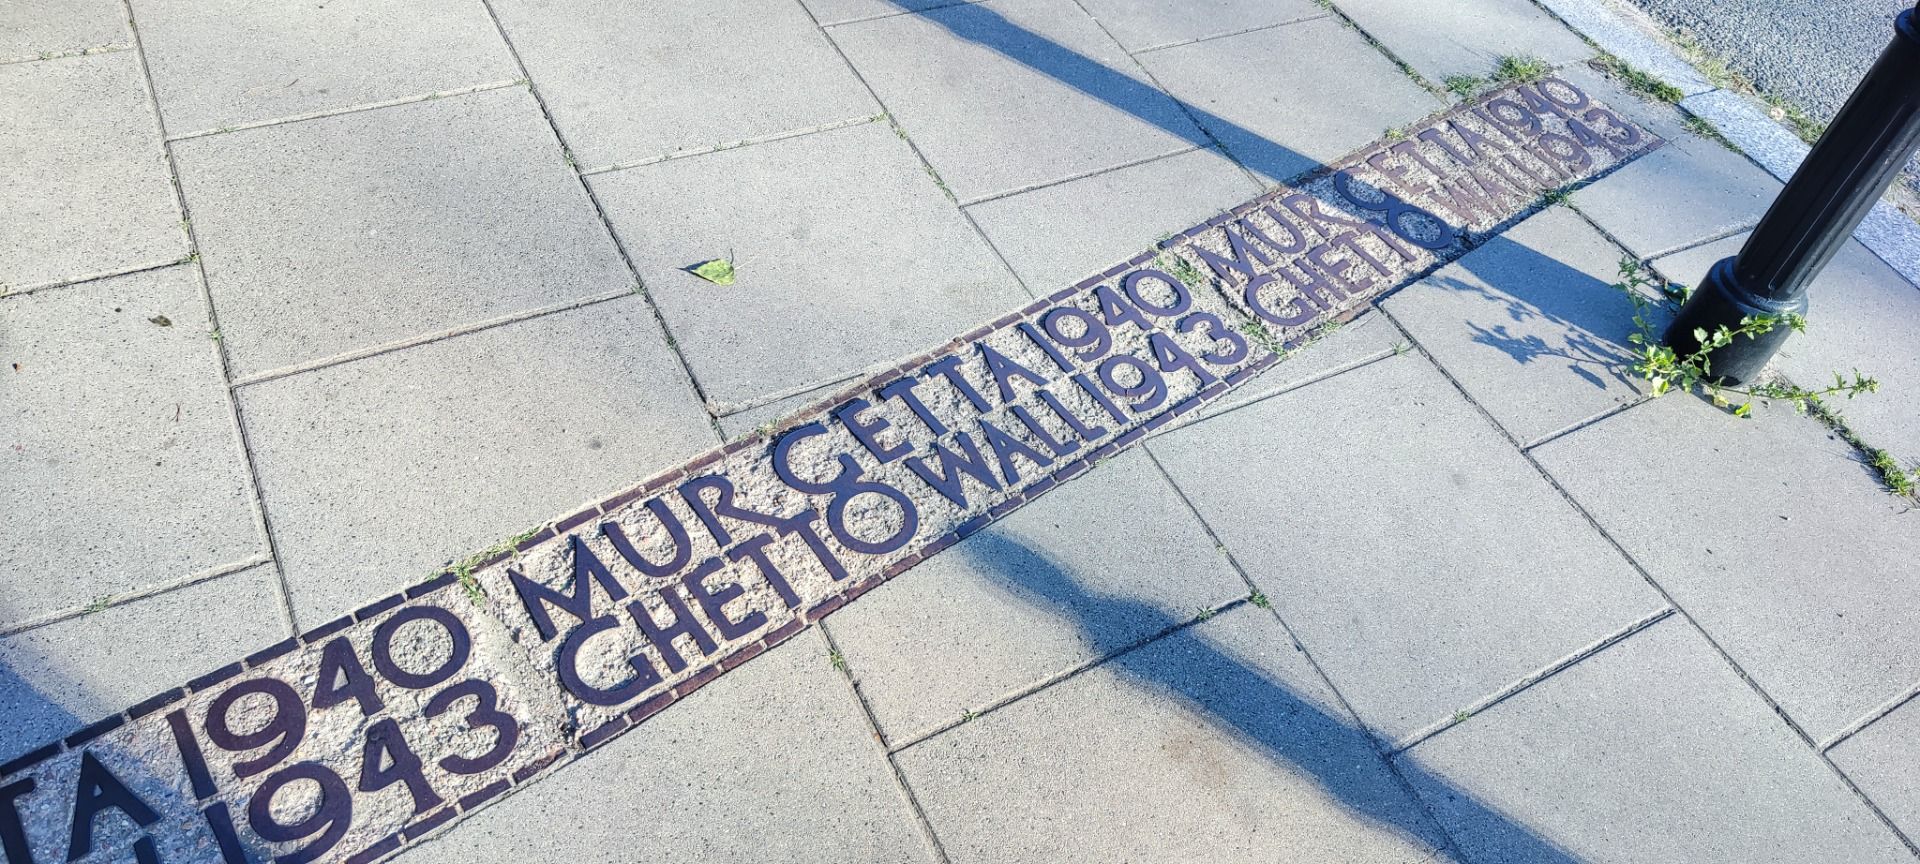 TA 1940
1943
MUR GETTA 1940
GHETTO WALL 1943
MUR GETTA 1940
GHETTO WALL 1943